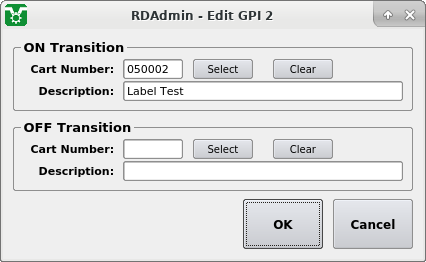 RDAdmin - Edit GPI 2
ON Transition
Cart Number: 050002 Select Clear
Description: Label Test
OFF Transition
Cart Number: Select Clear
Description:
OK Cancel